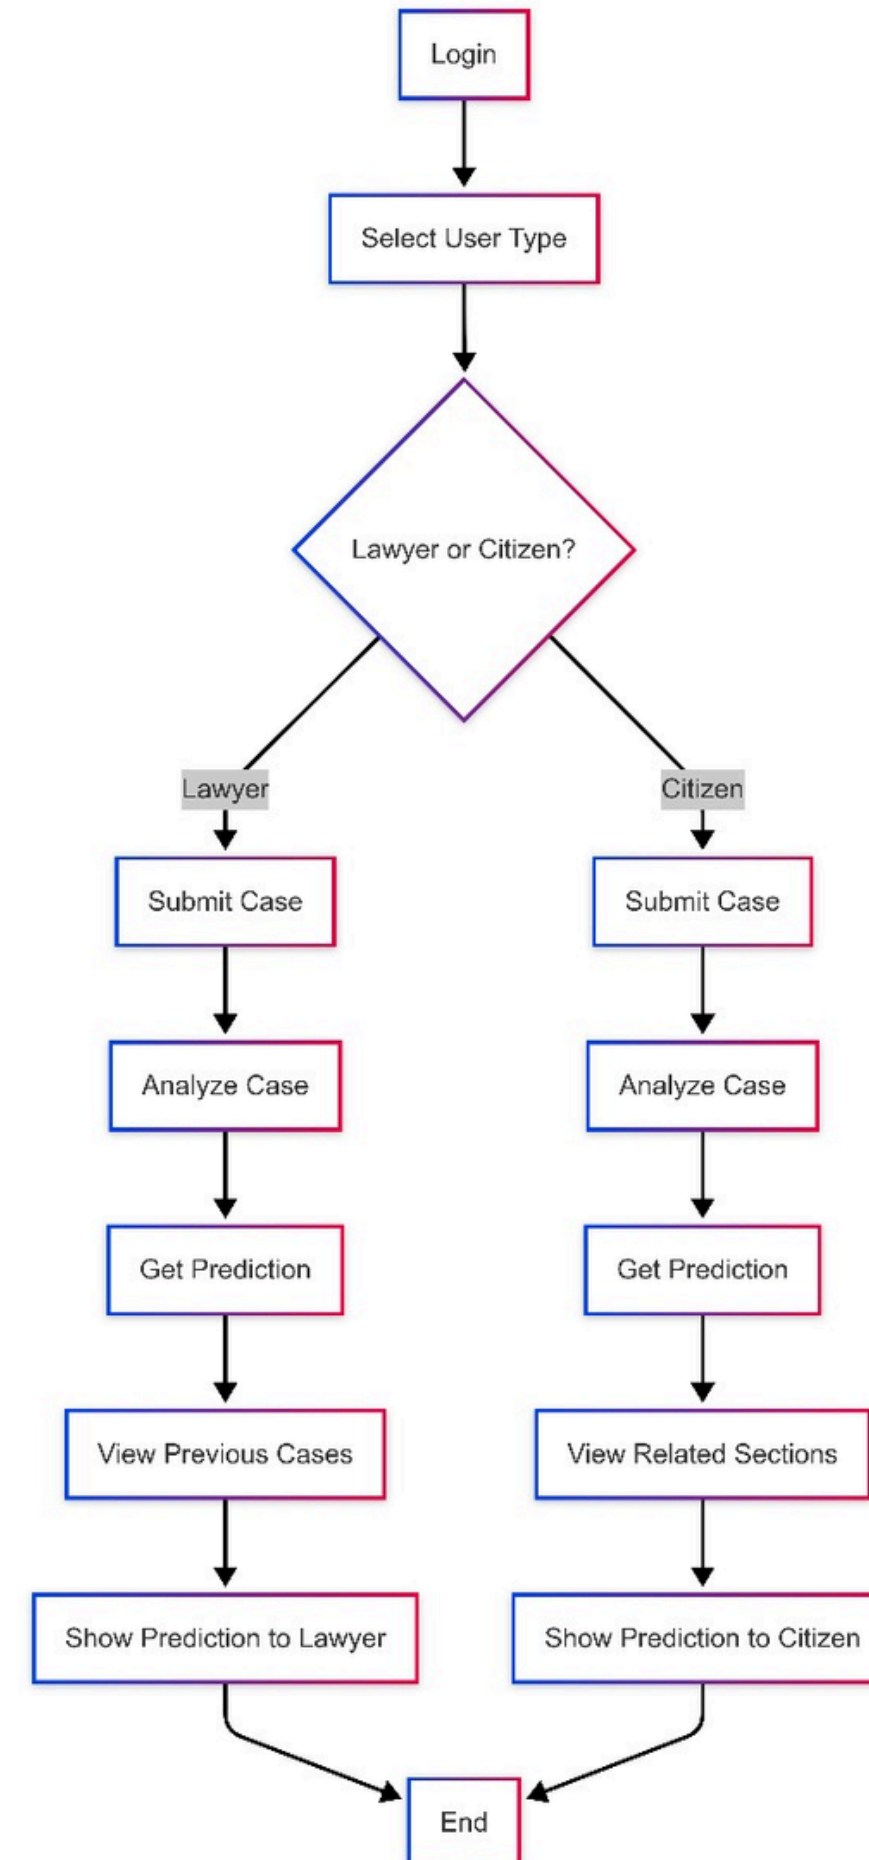 Login
Select User Type
Lawyer or Citizen?
Lawyer
Citizen
Submit Case
Submit Case
Analyze Case
Analyze Case
Get Prediction
Get Prediction
View Previous Cases
View Related Sections
Show Prediction to Lawyer
Show Prediction to Citizen
End